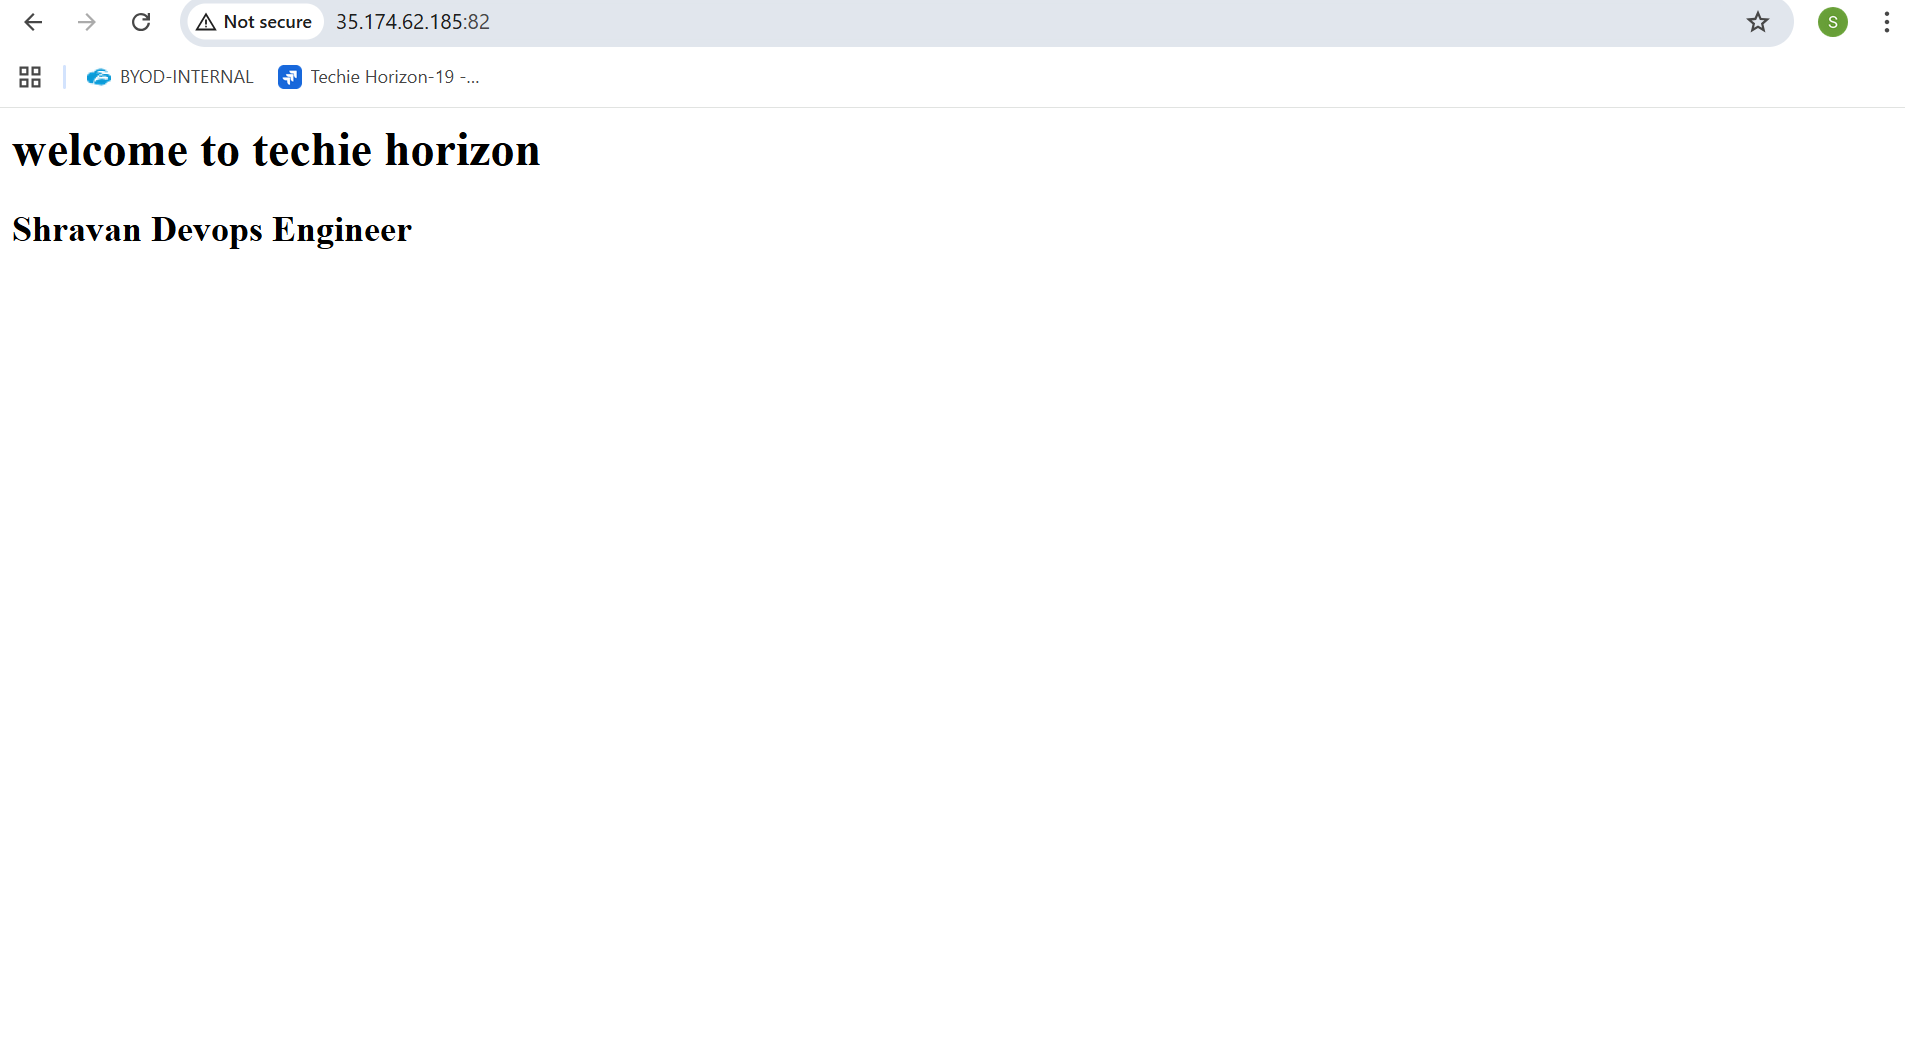 Not secure 35.174.62.185:82 S
BYOD-INTERNAL Techie Horizon-19 -...
welcome to techie horizon
Shravan Devops Engineer